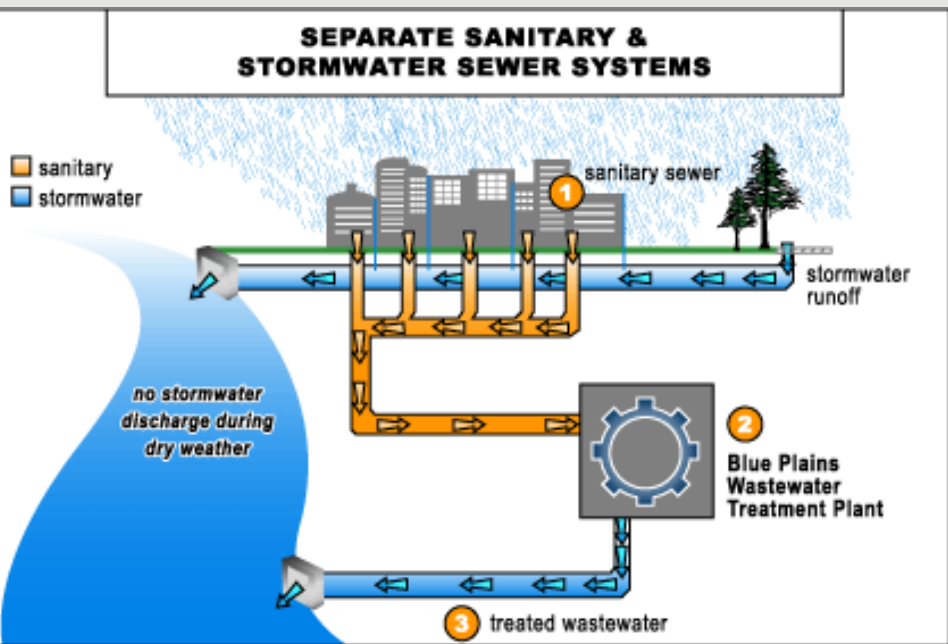 SEPARATE SANITARY &
STORMWATER SEWER SYSTEMS
sanitary
stormwater
1
sanitary sewer
stormwater
runoff
no stormwater
discharge during
dry weather
2
Blue Plains
Wastewater
Treatment Plant
3 treated wastewater